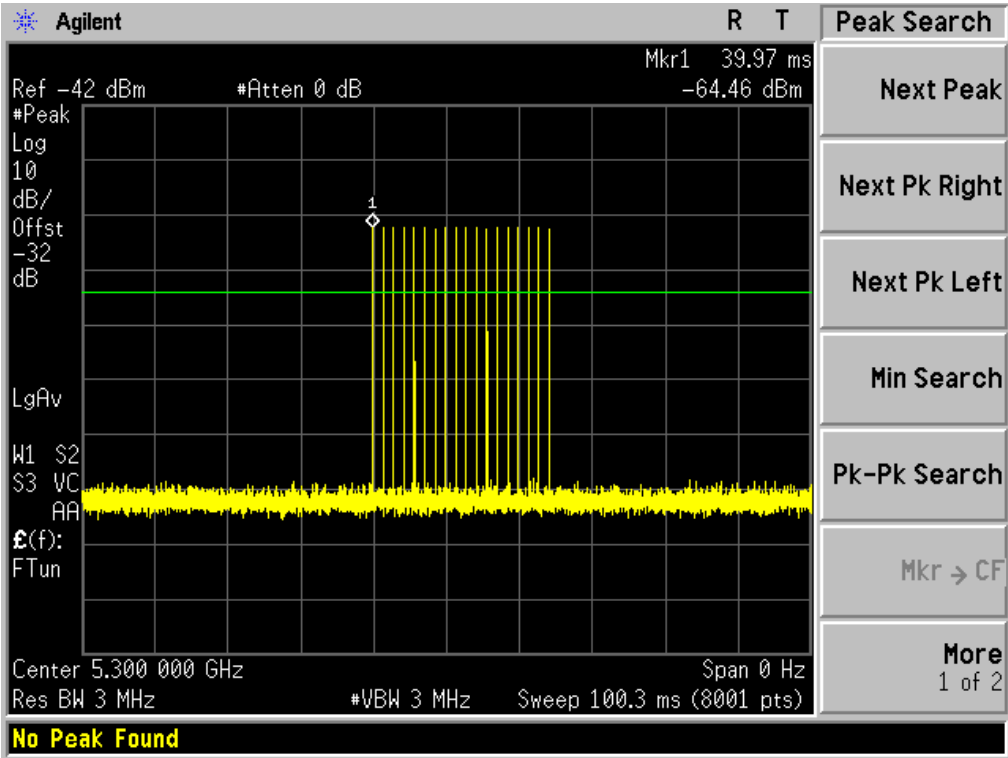 Agilent R T Peak Search
Mkr1 39.97 ms
Ref -42 dBm #Atten 0 dB -64.46 dBm
#Peak
Log
10
dB/
Offst
-32
dB
1
LgAv
W1 S2
S3 VC
AA
£(f):
FTun
Center 5.300 000 GHz Span 0 Hz
Res BW 3 MHz #VBW 3 MHz Sweep 100.3 ms (8001 pts)
No Peak Found
Next Peak
Next Pk Right
Next Pk Left
Min Search
Pk-Pk Search
Mkr → CF
More
1 of 2